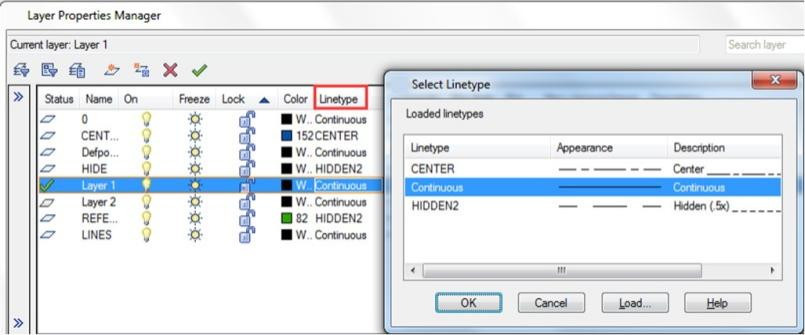 Layer Properties Manager
Current layer: Layer 1
Search layer
Status Name On Freeze Lock Color Linetype
0 W.. Continuous
CENT... 152 CENTER
Defpo... W.. Continuous
HIDE W.. HIDDEN2
Layer 1 W.. Continuous
Layer 2 W.. Continuous
REFE... 82 HIDDEN2
LINES W.. Continuous
Select Linetype
Loaded linetypes
Linetype Appearance Description
CENTER Center ____ _ ____ _
Continuous Continuous
HIDDEN2 Hidden (.5x) _ _ _ _ _ _
OK Cancel Load... Help